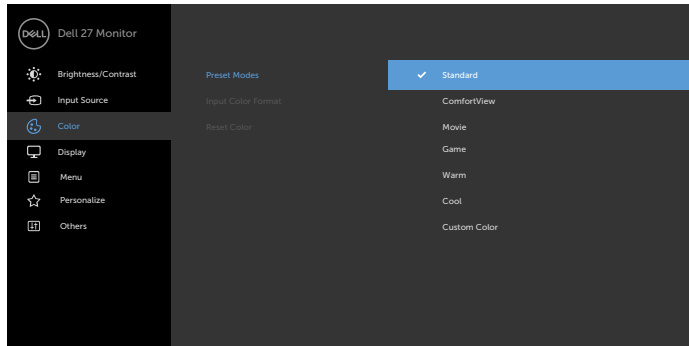 DELL
Dell 27 Monitor
Brightness/Contrast
Input Source
Color
Display
Menu
Personalize
Others
Preset Modes
Input Color Format
Reset Color
Standard
ComfortView
Movie
Game
Warm
Cool
Custom Color